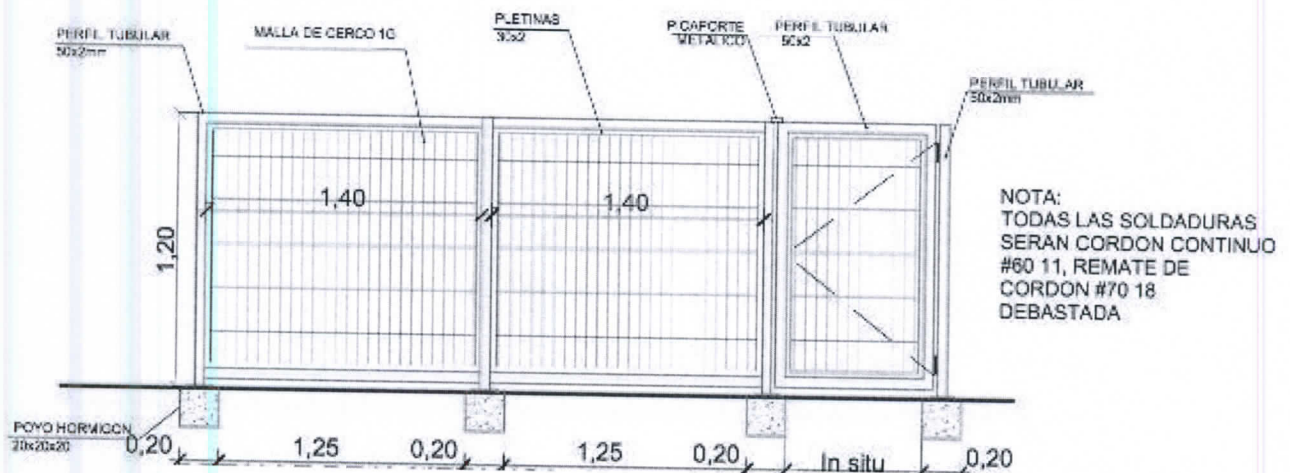 PERFIL TUBULAR
50x2mm
MALLA DE CERCO 1G
PLETINAS
30x2
PICAPORTE
METALICO
PERFIL TUBULAR
50x2
PERFIL TUBULAR
50x2mm
1,40
1,40
1,20
NOTA:
TODAS LAS SOLDADURAS
SERAN CORDON CONTINUO
#60 11, REMATE DE
CORDON #70 18
DEBASTADA
POYO HORMIGON
20x20x20
0,20
1,25
0,20
1,25
0,20
In situ
0,20